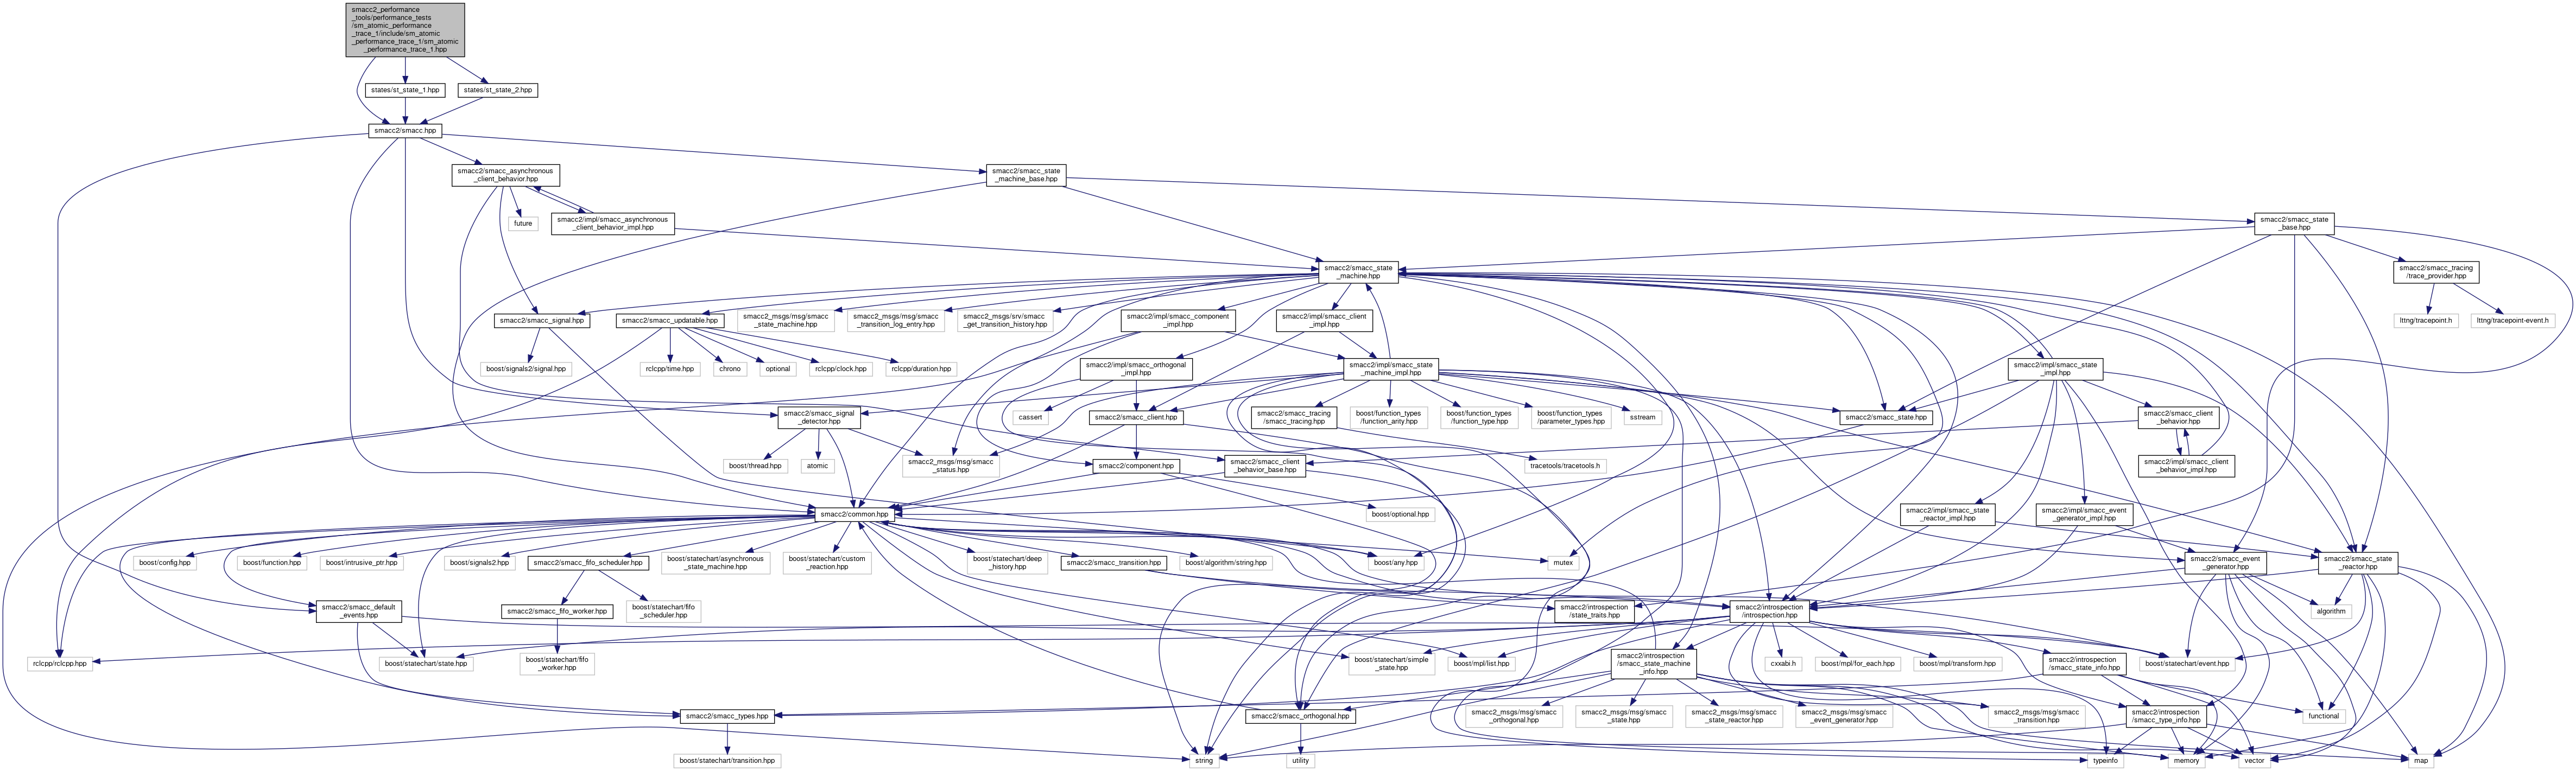 smacc2_performance
_tools/performance_tests
/sm_atomic_performance
_trace_1/include/sm_atomic
_performance_trace_1/sm_atomic
_performance_trace_1.hpp
states/st_state_1.hpp
states/st_state_2.hpp
smacc2/smacc.hpp
smacc2/smacc_asynchronous
_client_behavior.hpp
smacc2/smacc_state
_machine_base.hpp
future
smacc2/impl/smacc_asynchronous
_client_behavior_impl.hpp
smacc2/smacc_state
_base.hpp
smacc2/smacc_state
_machine.hpp
smacc2/smacc_tracing
/trace_provider.hpp
smacc2/smacc_signal.hpp
smacc2/smacc_updatable.hpp
smacc2_msgs/msg/smacc
_state_machine.hpp
smacc2_msgs/msg/smacc
_transition_log_entry.hpp
smacc2_msgs/srv/smacc
_get_transition_history.hpp
smacc2/impl/smacc_component
_impl.hpp
smacc2/impl/smacc_client
_impl.hpp
lttng/tracepoint.h
lttng/tracepoint-event.h
boost/signals2/signal.hpp
rclcpp/time.hpp
chrono
optional
rclcpp/clock.hpp
rclcpp/duration.hpp
smacc2/impl/smacc_orthogonal
_impl.hpp
smacc2/impl/smacc_state
_machine_impl.hpp
smacc2/impl/smacc_state
_impl.hpp
smacc2/smacc_signal
_detector.hpp
cassert
smacc2/smacc_client.hpp
smacc2/smacc_tracing
/smacc_tracing.hpp
boost/function_types
/function_arity.hpp
boost/function_types
/function_type.hpp
boost/function_types
/parameter_types.hpp
sstream
smacc2/smacc_state.hpp
smacc2/smacc_client
_behavior.hpp
boost/thread.hpp
atomic
smacc2_msgs/msg/smacc
_status.hpp
smacc2/component.hpp
smacc2/smacc_client
_behavior_base.hpp
tracetools/tracetools.h
smacc2/impl/smacc_client
_behavior_impl.hpp
smacc2/common.hpp
boost/optional.hpp
smacc2/impl/smacc_state
_reactor_impl.hpp
smacc2/impl/smacc_event
_generator_impl.hpp
boost/config.hpp
boost/function.hpp
boost/intrusive_ptr.hpp
boost/signals2.hpp
smacc2/smacc_fifo_scheduler.hpp
boost/statechart/asynchronous
_state_machine.hpp
boost/statechart/custom
_reaction.hpp
boost/statechart/deep
_history.hpp
smacc2/smacc_transition.hpp
boost/algorithm/string.hpp
boost/any.hpp
mutex
smacc2/smacc_event
_generator.hpp
smacc2/smacc_state
_reactor.hpp
smacc2/smacc_default
_events.hpp
smacc2/smacc_fifo_worker.hpp
boost/statechart/fifo
_scheduler.hpp
smacc2/introspection
/state_traits.hpp
smacc2/introspection
/introspection.hpp
algorithm
rclcpp/rclcpp.hpp
boost/statechart/state.hpp
boost/statechart/fifo
_worker.hpp
boost/statechart/simple
_state.hpp
boost/mpl/list.hpp
smacc2/introspection
/smacc_state_machine
_info.hpp
cxxabi.h
boost/mpl/for_each.hpp
boost/mpl/transform.hpp
smacc2/introspection
/smacc_state_info.hpp
boost/statechart/event.hpp
smacc2/smacc_types.hpp
smacc2/smacc_orthogonal.hpp
smacc2_msgs/msg/smacc
_orthogonal.hpp
smacc2_msgs/msg/smacc
_state.hpp
smacc2_msgs/msg/smacc
_state_reactor.hpp
smacc2_msgs/msg/smacc
_event_generator.hpp
smacc2_msgs/msg/smacc
_transition.hpp
smacc2/introspection
/smacc_type_info.hpp
functional
boost/statechart/transition.hpp
string
utility
typeinfo
memory
vector
map